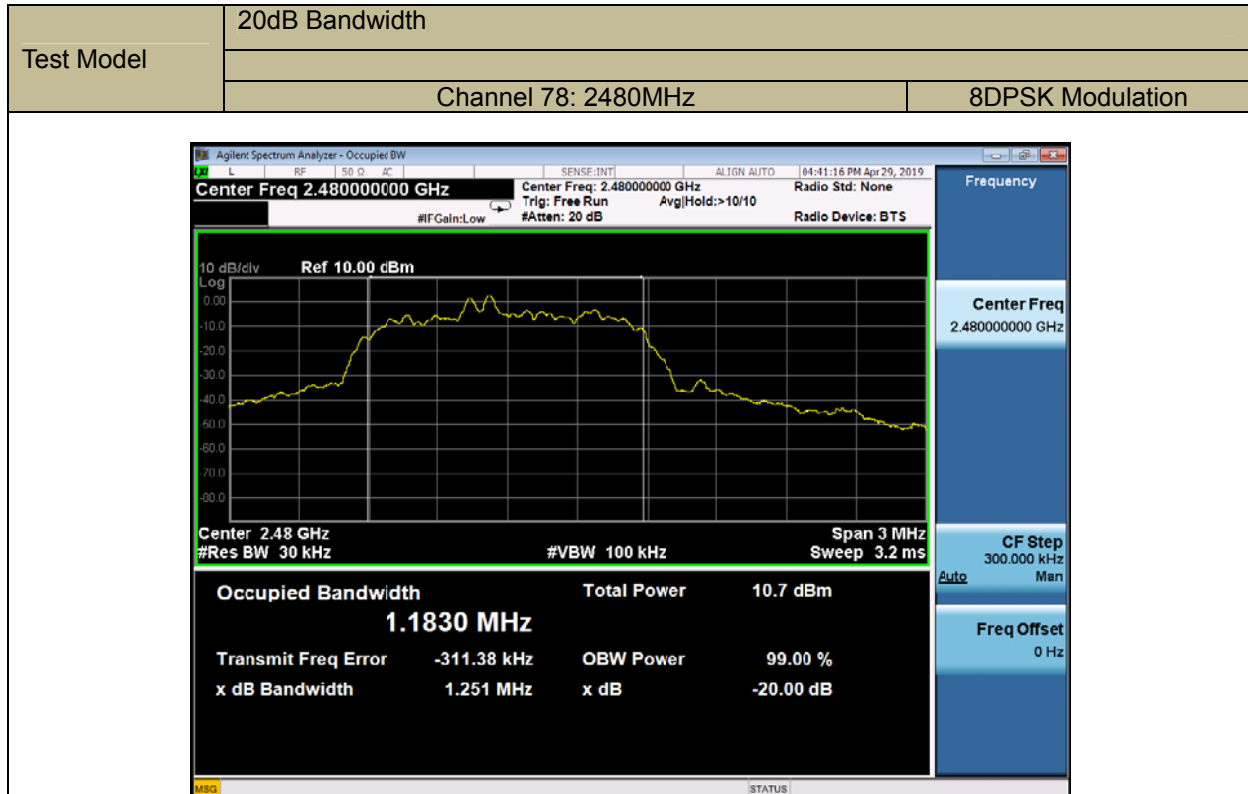 20dB Bandwidth
Test Model
Channel 78: 2480MHz 8DPSK Modulation
Agilent Spectrum Analyzer - Occupied BW
LXI L RF 50 Ω AC SENSE:INT ALIGN AUTO 04:41:16 PM Apr 29, 2019
Center Freq 2.480000000 GHz Center Freq: 2.480000000 GHz Radio Std: None Frequency
Trig: Free Run Avg|Hold:>10/10
#IFGain:Low #Atten: 20 dB Radio Device: BTS
10 dB/div Ref 10.00 dBm
Log
0.00
-10.0
-20.0
-30.0
-40.0
-50.0
-60.0
-70.0
-80.0
Center Freq
2.480000000 GHz
Center 2.48 GHz Span 3 MHz
#Res BW 30 kHz #VBW 100 kHz Sweep 3.2 ms
CF Step
300.000 kHz
Auto Man
Occupied Bandwidth Total Power 10.7 dBm
1.1830 MHz
Freq Offset
0 Hz
Transmit Freq Error -311.38 kHz OBW Power 99.00 %
x dB Bandwidth 1.251 MHz x dB -20.00 dB
MSG STATUS